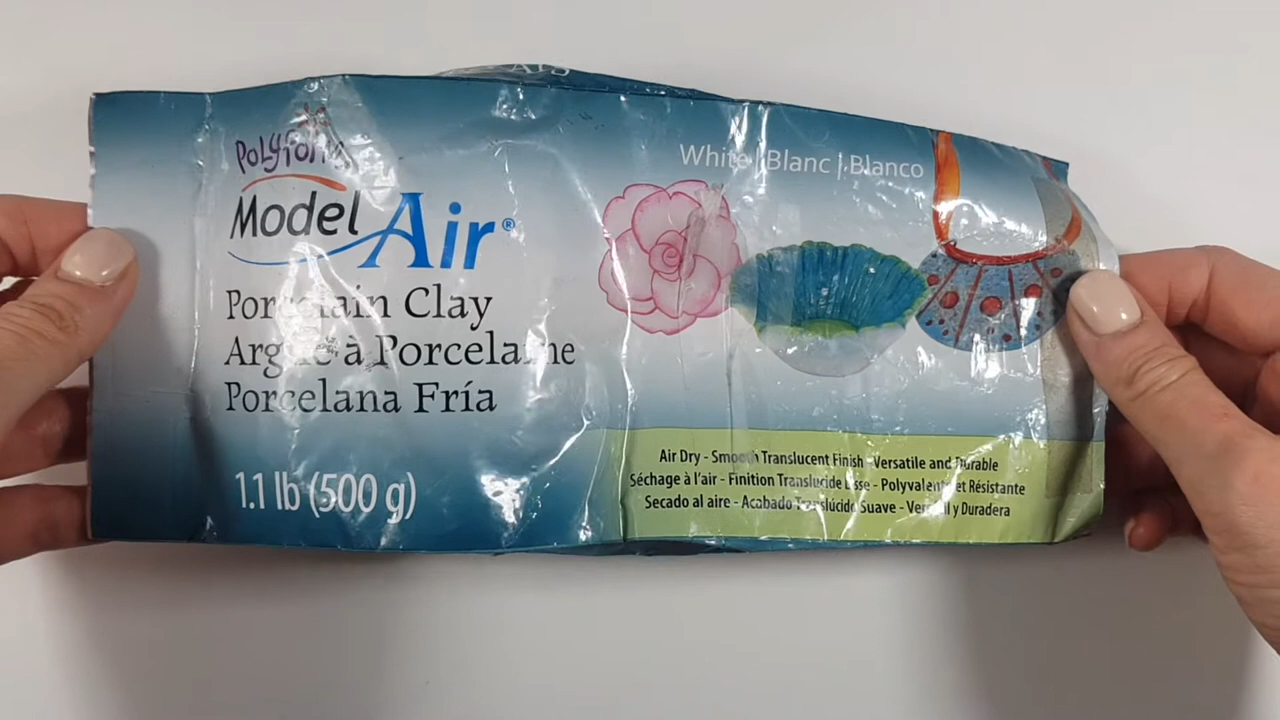 Polyform
Model Air®
Porcelain Clay
Argile à Porcelaine
Porcelana Fría
1.1 lb (500 g)
White | Blanc | Blanco
Air Dry - Smooth Translucent Finish - Versatile and Durable
Séchage à l'air - Finition Translucide Lisse - Polyvalent et Résistante
Secado al aire - Acabado Translúcido Suave - Versátil y Duradera